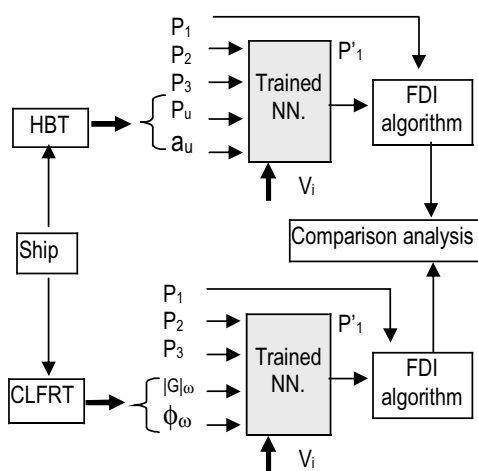 P1
P2
P3
Pu
au
HBT
Trained
NN.
P'1
Vi
FDI
algorithm
Ship
Comparison analysis
P1
P2
P3
|G|ω
ϕω
CLFRT
Trained
NN.
P'1
Vi
FDI
algorithm